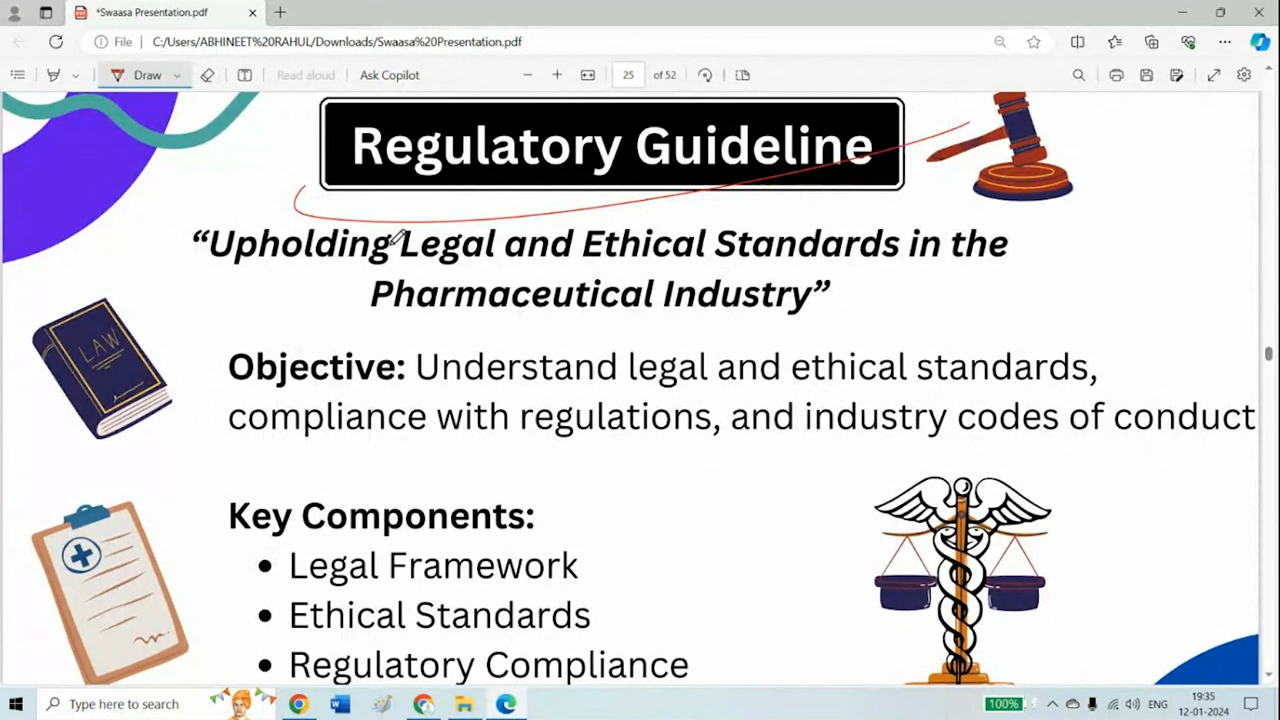 *Swaasa Presentation.pdf
File C:/Users/ABHINEET%20RAHUL/Downloads/Swaasa%20Presentation.pdf
Draw Read aloud Ask Copilot 25 of 52
Regulatory Guideline
“Upholding Legal and Ethical Standards in the
Pharmaceutical Industry”
LAW
Objective: Understand legal and ethical standards,
compliance with regulations, and industry codes of conduct
Key Components:
• Legal Framework
• Ethical Standards
• Regulatory Compliance
Type here to search
100%
ENG
19:35
12-01-2024